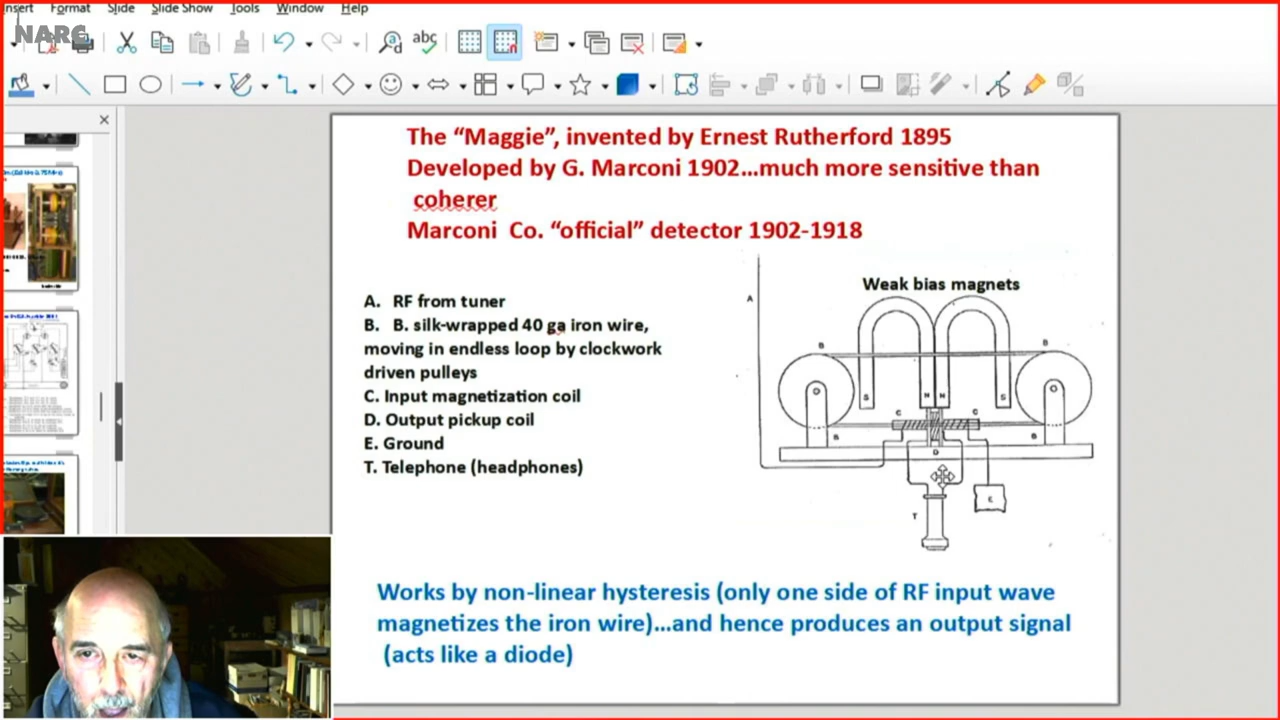 Insert Format Slide Slide Show Tools Window Help
NARC
The “Maggie”, invented by Ernest Rutherford 1895
Developed by G. Marconi 1902...much more sensitive than
coherer
Marconi Co. “official” detector 1902-1918
Weak bias magnets
A. RF from tuner
B. B. silk-wrapped 40 ga iron wire,
moving in endless loop by clockwork
driven pulleys
C. Input magnetization coil
D. Output pickup coil
E. Ground
T. Telephone (headphones)
A
B B
S N N S
C C
B B
D
E
T
Works by non-linear hysteresis (only one side of RF input wave
magnetizes the iron wire)...and hence produces an output signal
(acts like a diode)